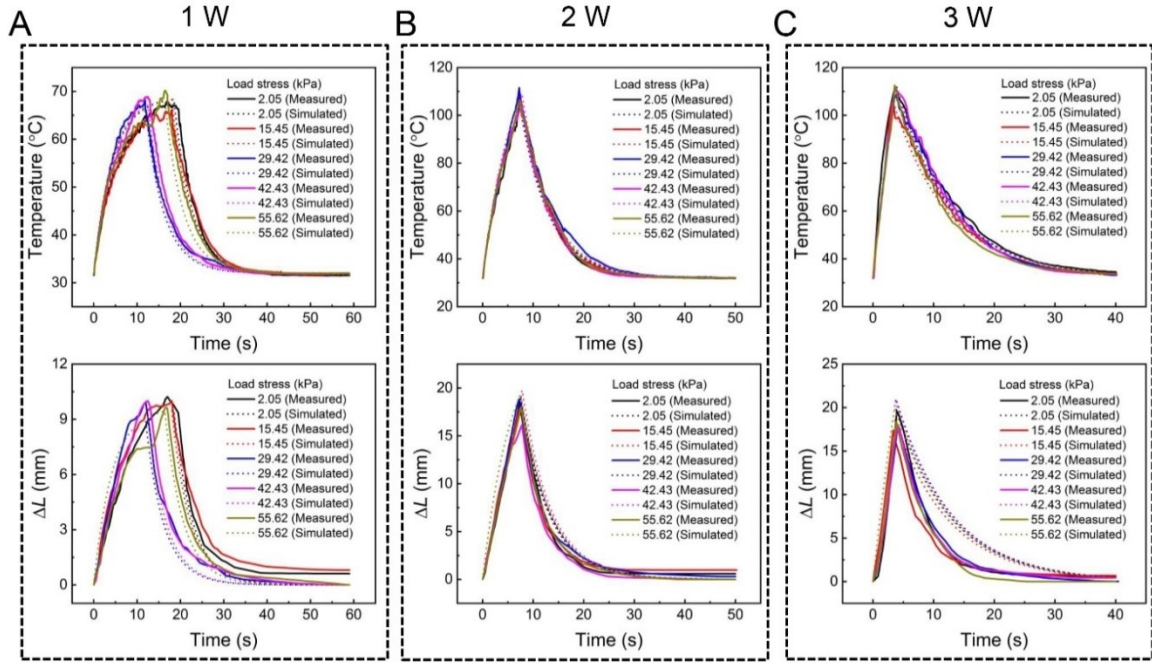 A
1 W
B
2 W
C
3 W
Temperature (°C)
70
60
50
40
30
0 10 20 30 40 50 60
Time (s)
Load stress (kPa)
2.05 (Measured)
2.05 (Simulated)
15.45 (Measured)
15.45 (Simulated)
29.42 (Measured)
29.42 (Simulated)
42.43 (Measured)
42.43 (Simulated)
55.62 (Measured)
55.62 (Simulated)
Temperature (°C)
120
100
80
60
40
20
0 10 20 30 40 50
Time (s)
Load stress (kPa)
2.05 (Measured)
2.05 (Simulated)
15.45 (Measured)
15.45 (Simulated)
29.42 (Measured)
29.42 (Simulated)
42.43 (Measured)
42.43 (Simulated)
55.62 (Measured)
55.62 (Simulated)
Temperature (°C)
120
100
80
60
40
20
0 10 20 30 40
Time (s)
Load stress (kPa)
2.05 (Measured)
2.05 (Simulated)
15.45 (Measured)
15.45 (Simulated)
29.42 (Measured)
29.42 (Simulated)
42.43 (Measured)
42.43 (Simulated)
55.62 (Measured)
55.62 (Simulated)
ΔL (mm)
12
9
6
3
0
0 10 20 30 40 50 60
Time (s)
Load stress (kPa)
2.05 (Measured)
2.05 (Simulated)
15.45 (Measured)
15.45 (Simulated)
29.42 (Measured)
29.42 (Simulated)
42.43 (Measured)
42.43 (Simulated)
55.62 (Measured)
55.62 (Simulated)
ΔL (mm)
20
15
10
5
0
0 10 20 30 40 50
Time (s)
Load stress (kPa)
2.05 (Measured)
2.05 (Simulated)
15.45 (Measured)
15.45 (Simulated)
29.42 (Measured)
29.42 (Simulated)
42.43 (Measured)
42.43 (Simulated)
55.62 (Measured)
55.62 (Simulated)
ΔL (mm)
25
20
15
10
5
0
0 10 20 30 40
Time (s)
Load stress (kPa)
2.05 (Measured)
2.05 (Simulated)
15.45 (Measured)
15.45 (Simulated)
29.42 (Measured)
29.42 (Simulated)
42.43 (Measured)
42.43 (Simulated)
55.62 (Measured)
55.62 (Simulated)